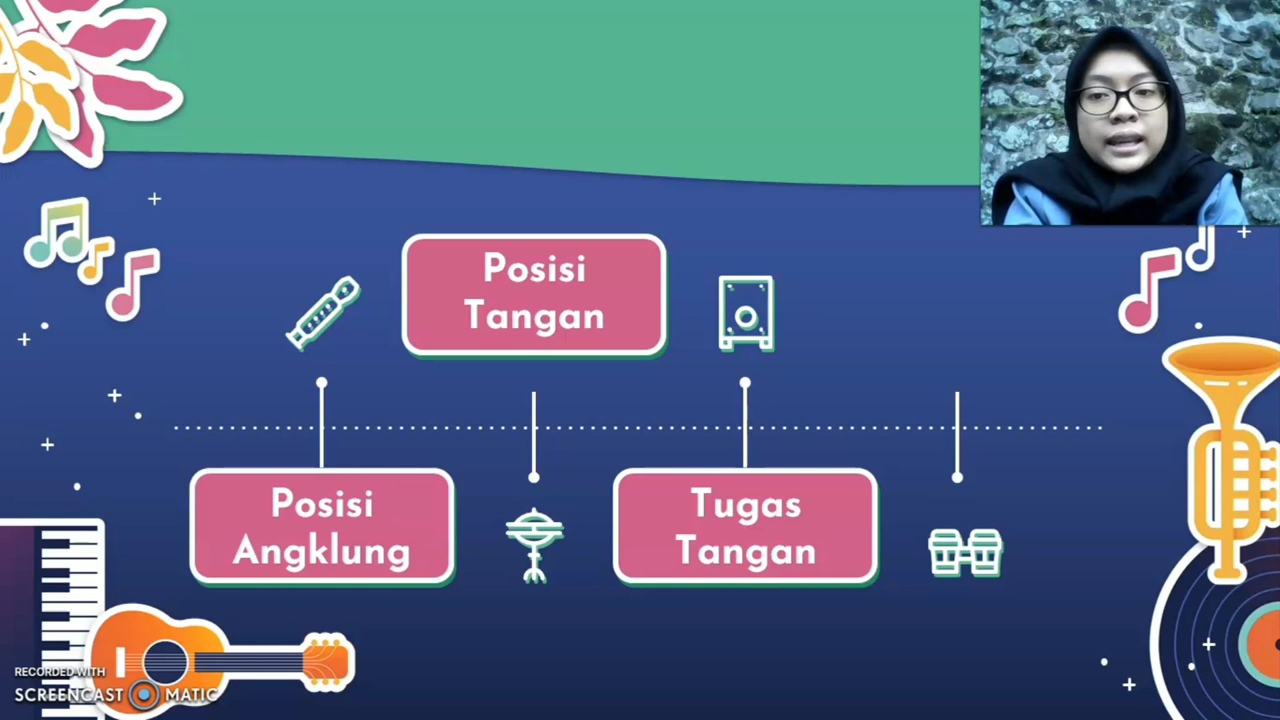 Posisi
Tangan
Posisi
Angklung
Tugas
Tangan
RECORDED WITH
SCREENCAST MATIC